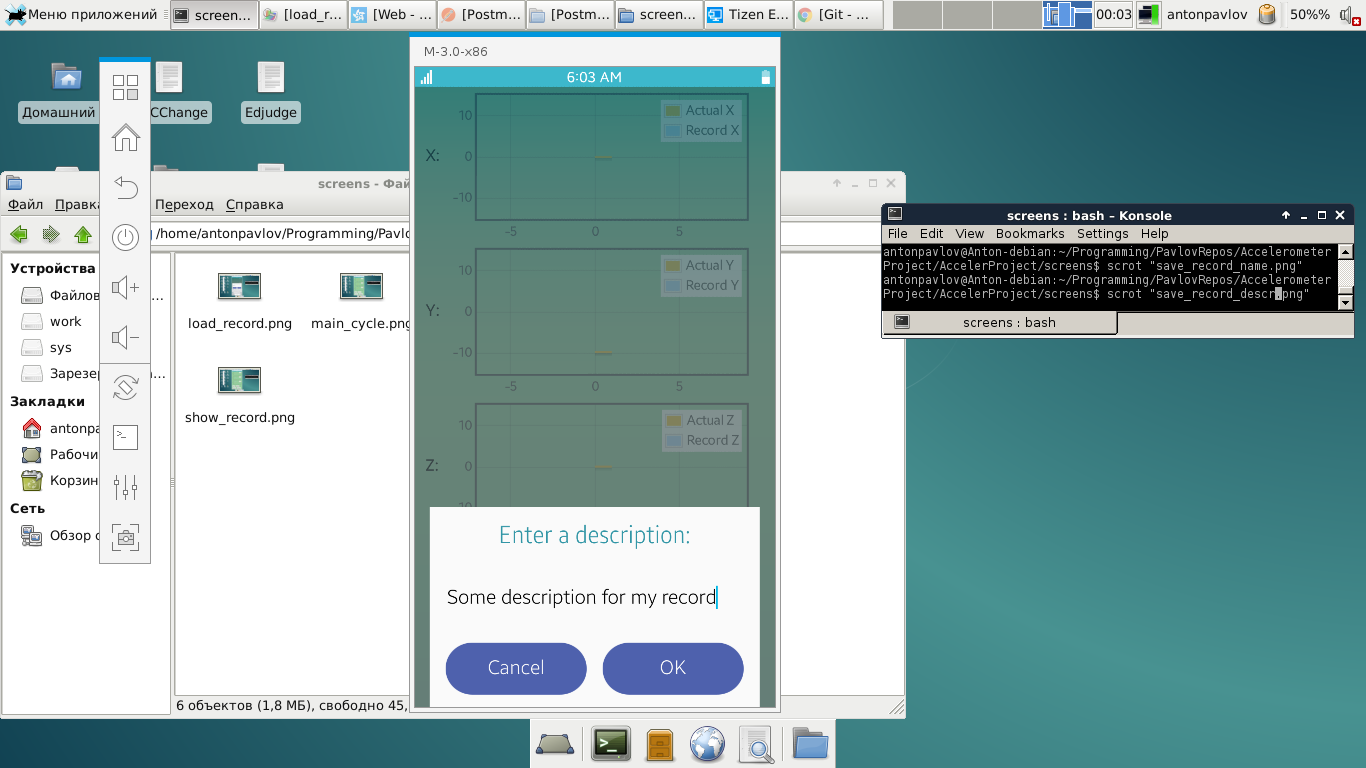 Меню приложений
screen...
[load_r...
[Web - ...
[Postm...
[Postm...
screen...
Tizen E...
[Git - ...
00:03
antonpavlov
50%%
Домашний
CChange
Edjudge
screens - Фай
Файл
Правка
Переход
Справка
/home/antonpavlov/Programming/Pavlo
Устройства
Файлов
...
work
sys
Зарезер
...
Закладки
antonpa
Рабочи
Корзин
Сеть
Обзор с
load_record.png
main_cycle.png
show_record.png
6 объектов (1,8 МБ), свободно 45,
M-3.0-x86
6:03 AM
X:
10
0
-10
-5
0
5
Actual X
Record X
Y:
10
0
-10
-5
0
5
Actual Y
Record Y
Z:
10
0
-10
Actual Z
Record Z
Enter a description:
Some description for my record
Cancel
OK
screens : bash – Konsole
File Edit View Bookmarks Settings Help
antonpavlov@Anton-debian:~/Programming/PavlovRepos/Accelerometer
Project/AccelerProject/screens$ scrot "save_record_name.png"
antonpavlov@Anton-debian:~/Programming/PavlovRepos/Accelerometer
Project/AccelerProject/screens$ scrot "save_record_descr.png"
screens : bash